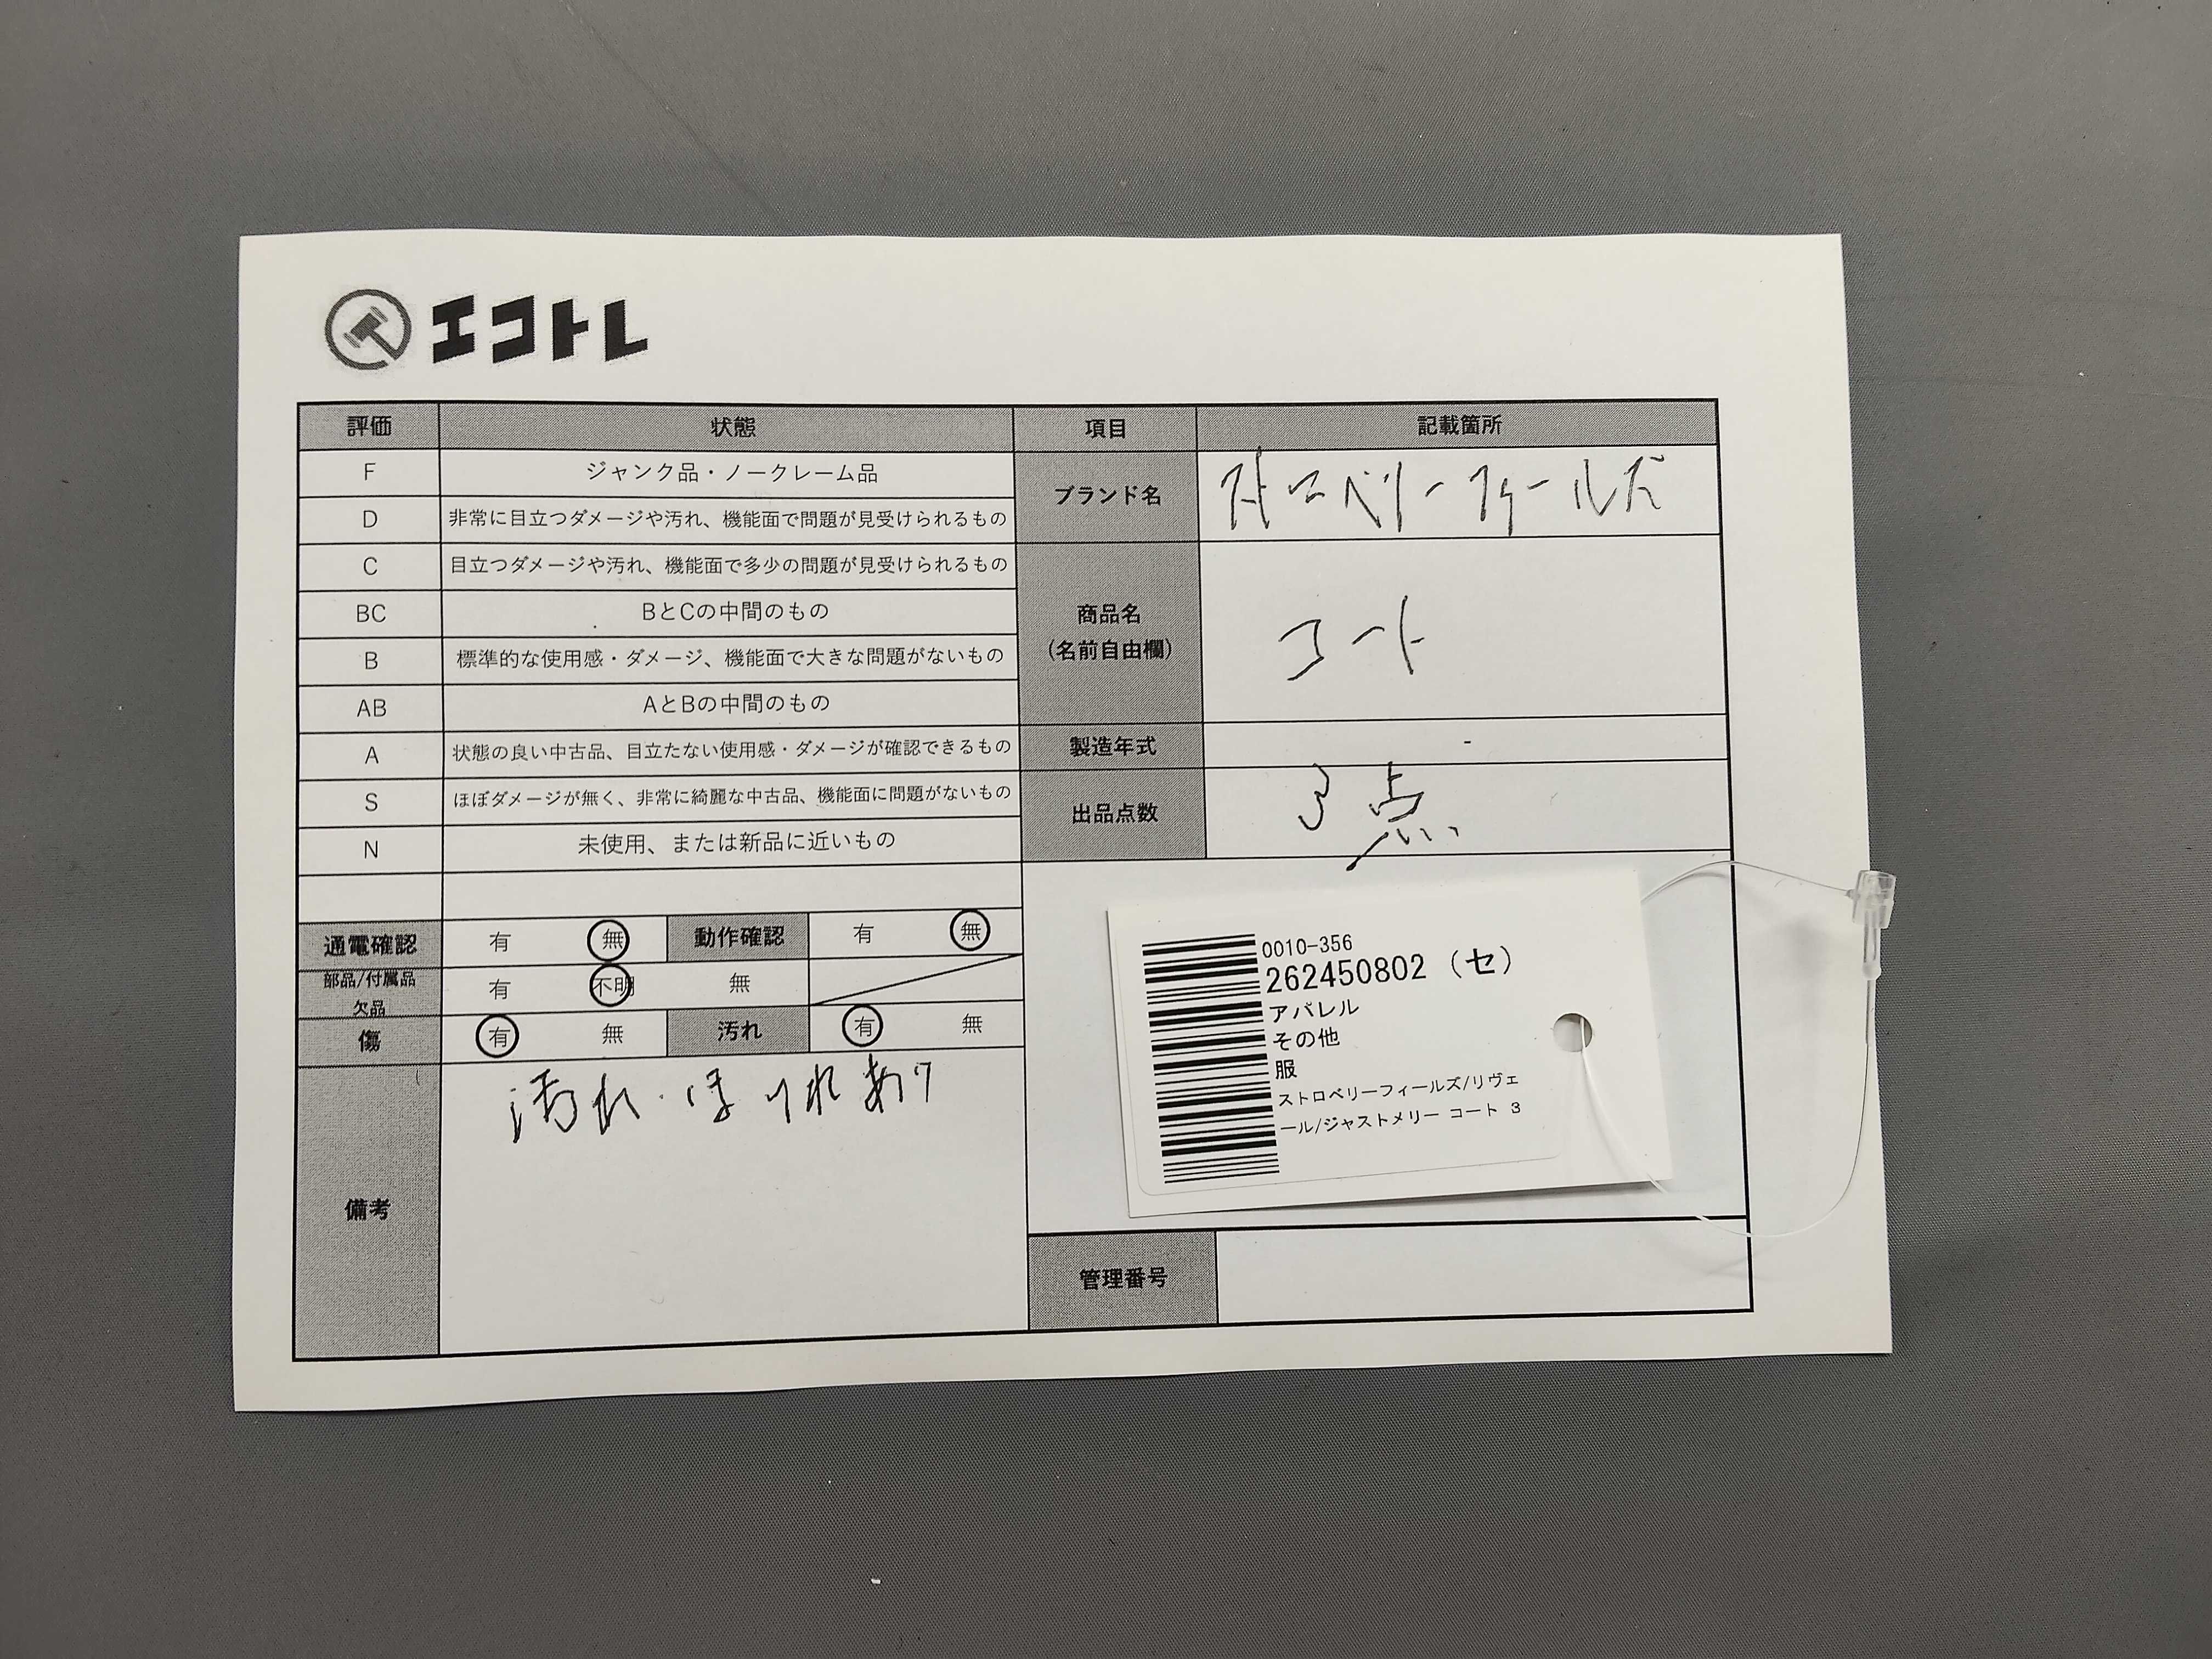 エコトレ
評価 状態 項目 記載箇所
F ジャンク品・ノークレーム品
D 非常に目立つダメージや汚れ、機能面で問題が見受けられるもの
ブランド名 ストロベリーフィールズ
C 目立つダメージや汚れ、機能面で多少の問題が見受けられるもの
BC BとCの中間のもの
B 標準的な使用感・ダメージ、機能面で大きな問題がないもの
AB AとBの中間のもの
商品名
(名前自由欄)
コート
A 状態の良い中古品、目立たない使用感・ダメージが確認できるもの
製造年式 -
S ほぼダメージが無く、非常に綺麗な中古品、機能面に問題がないもの
N 未使用、または新品に近いもの
出品点数 3点
通電確認 有 無 動作確認 有 無
部品/付属品
欠品
有 不明 無
傷 有 無 汚れ 有 無
備考
汚れ・ほつれあり
0010-356
262450802 (セ)
アパレル
その他
服
ストロベリーフィールズ/リヴェ
ール/ジャストメリー コート 3
管理番号